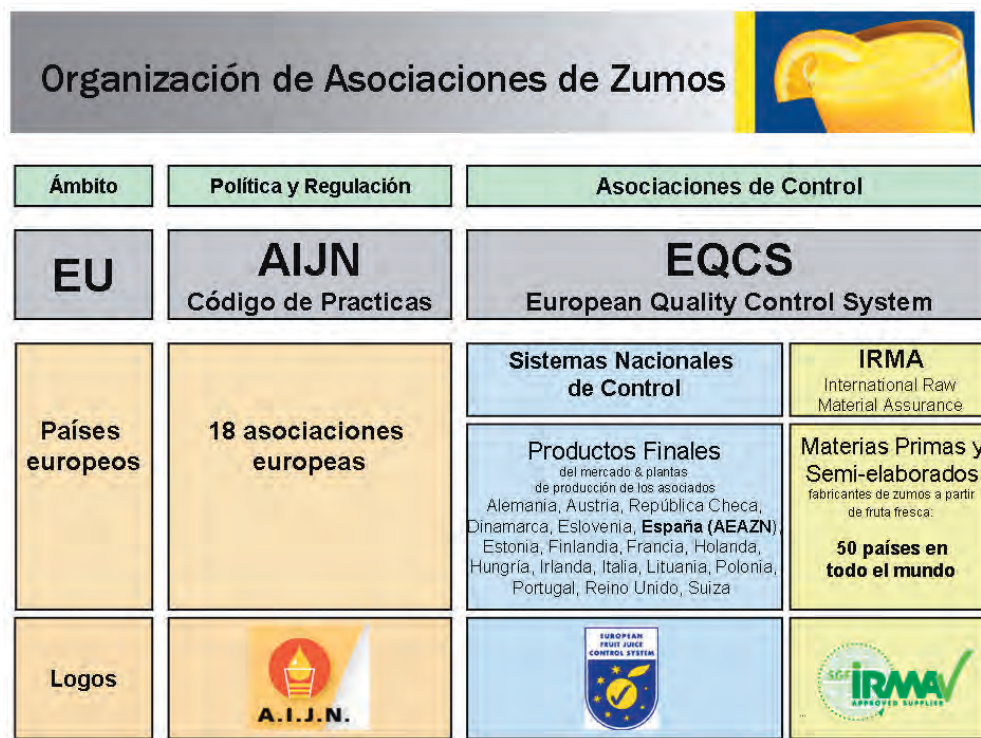 Organización de Asociaciones de Zumos
Ámbito
Política y Regulación
Asociaciones de Control
EU
AIJN
Código de Practicas
EQCS
European Quality Control System
Países
europeos
18 asociaciones
europeas
Sistemas Nacionales
de Control
IRMA
International Raw
Material Assurance
Productos Finales
del mercado & plantas
de producción de los asociados
Alemania, Austria, República Checa,
Dinamarca, Eslovenia, España (AEAZN),
Estonia, Finlandia, Francia, Holanda,
Hungría, Irlanda, Italia, Lituania, Polonia,
Portugal, Reino Unido, Suiza
Materias Primas y
Semi-elaborados
fabricantes de zumos a partir
de fruta fresca:
50 países en
todo el mundo
Logos
A.I.J.N.
EUROPEAN
FRUIT JUICE
CONTROL SYSTEM
SGF
IRMA
APPROVED SUPPLIER
...